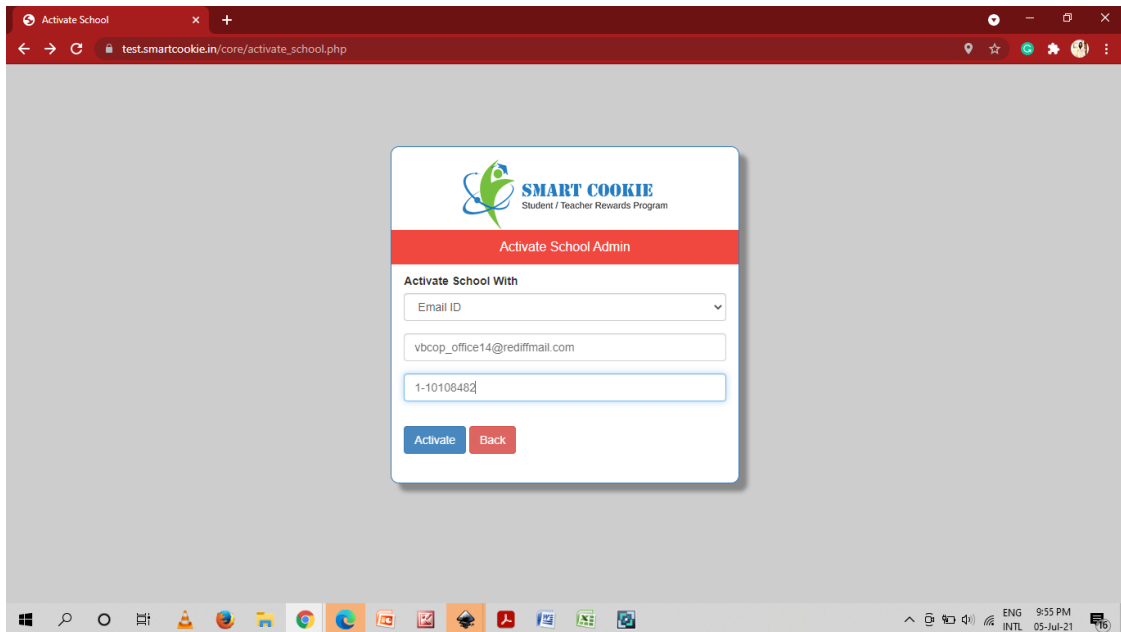 Activate School
test.smartcookie.in/core/activate_school.php
SMART COOKIE
Student / Teacher Rewards Program
Activate School Admin
Activate School With
Email ID
vbcop_office14@rediffmail.com
1-10108482
Activate Back
ENG 9:55 PM
INTL 05-Jul-21
16